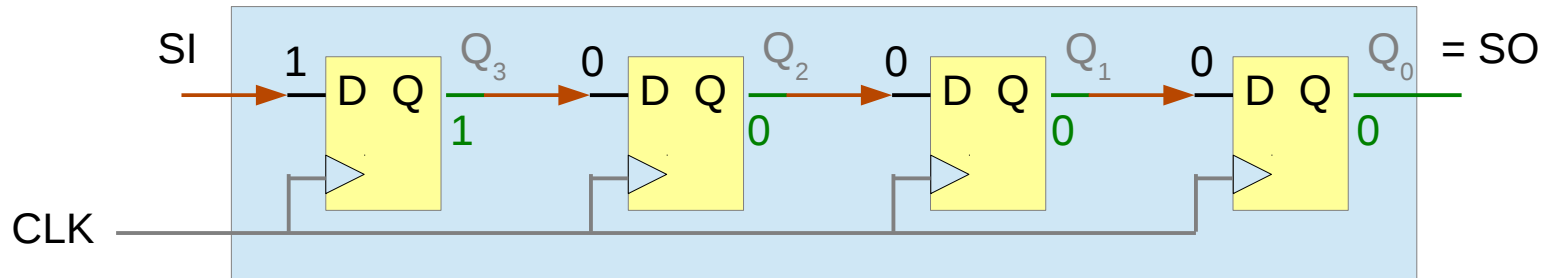 SI 1 Q₃ 0 Q₂ 0 Q₁ 0 Q₀ = SO
D Q D Q D Q D Q
1 0 0 0
CLK